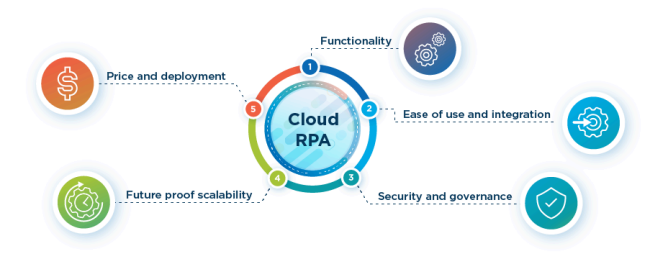 Functionality
1
Price and deployment
5
2
Ease of use and integration
Cloud
RPA
4
3
Future proof scalability
Security and governance
$